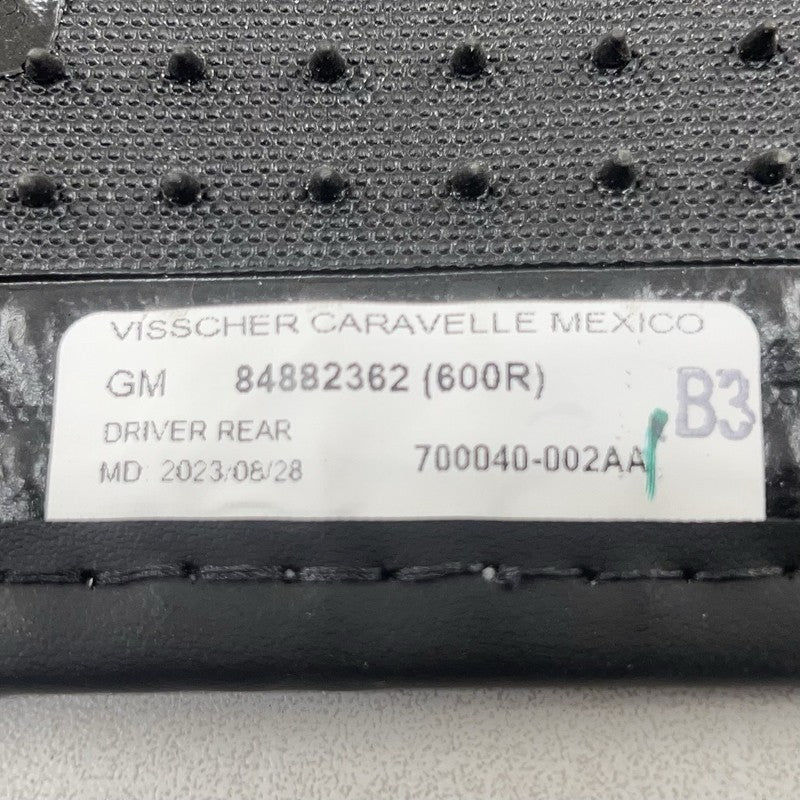 VISSCHER CARAVELLE MEXICO
GM 84882362 (600R)
B3
DRIVER REAR
MD: 2023/08/28 700040-002AA